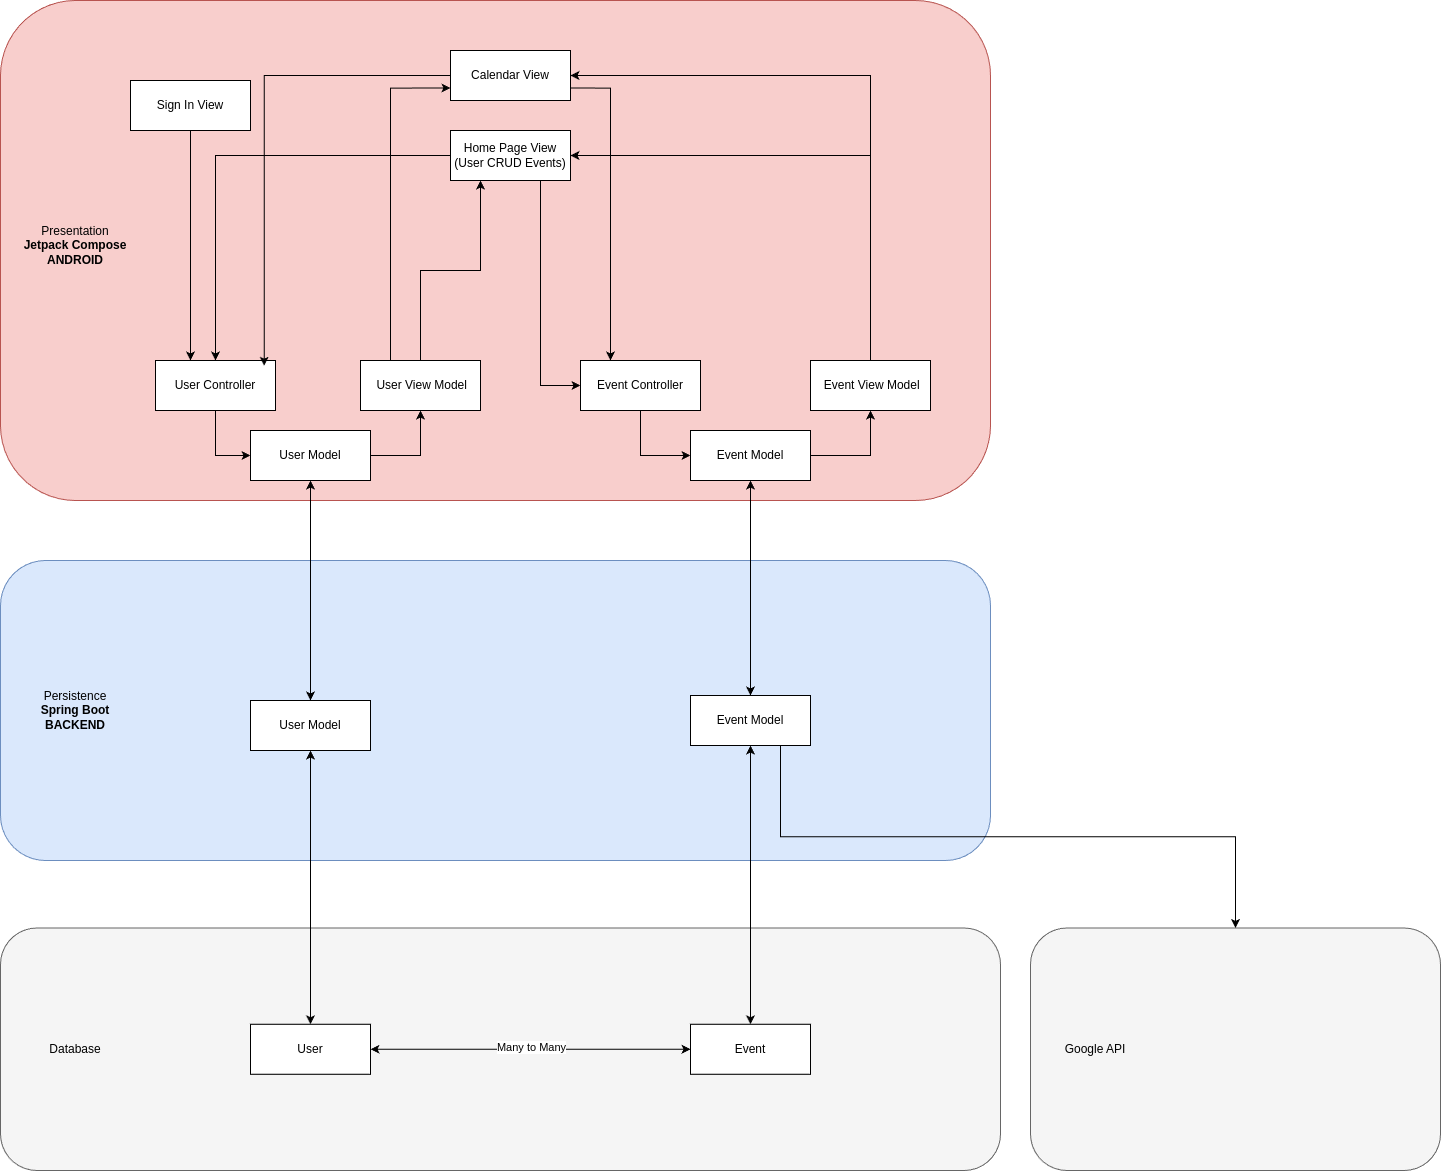 Calendar View
Sign In View
Home Page View
(User CRUD Events)
Presentation
Jetpack Compose
ANDROID
User Controller
User View Model
Event Controller
Event View Model
User Model
Event Model
Persistence
Spring Boot
BACKEND
User Model
Event Model
Database
User
Many to Many
Event
Google API